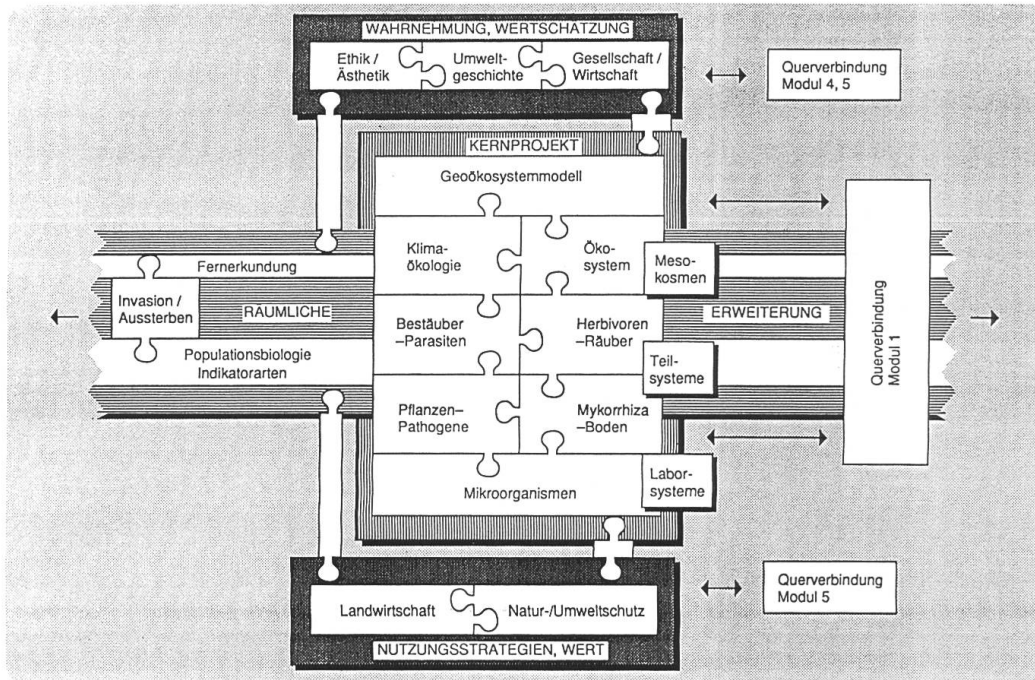 WAHRNEHMUNG, WERTSCHATZUNG
Ethik /
Ästhetik
Umwelt-
geschichte
Gesellschaft /
Wirtschaft
Querverbindung
Modul 4, 5
KERNPROJEKT
Geoökosystemmodell
Klima-
ökologie
Öko-
system
Meso-
kosmen
Fernerkundung
Invasion /
Aussterben
RÄUMLICHE
Bestäuber
–Parasiten
Herbivoren
–Räuber
ERWEITERUNG
Querverbindung
Modul 1
Populationsbiologie
Indikatorarten
Teil-
systeme
Pflanzen–
Pathogene
Mykorrhiza
–Boden
Mikroorganismen
Labor-
systeme
Landwirtschaft
Natur-/Umweltschutz
Querverbindung
Modul 5
NUTZUNGSSTRATEGIEN, WERT